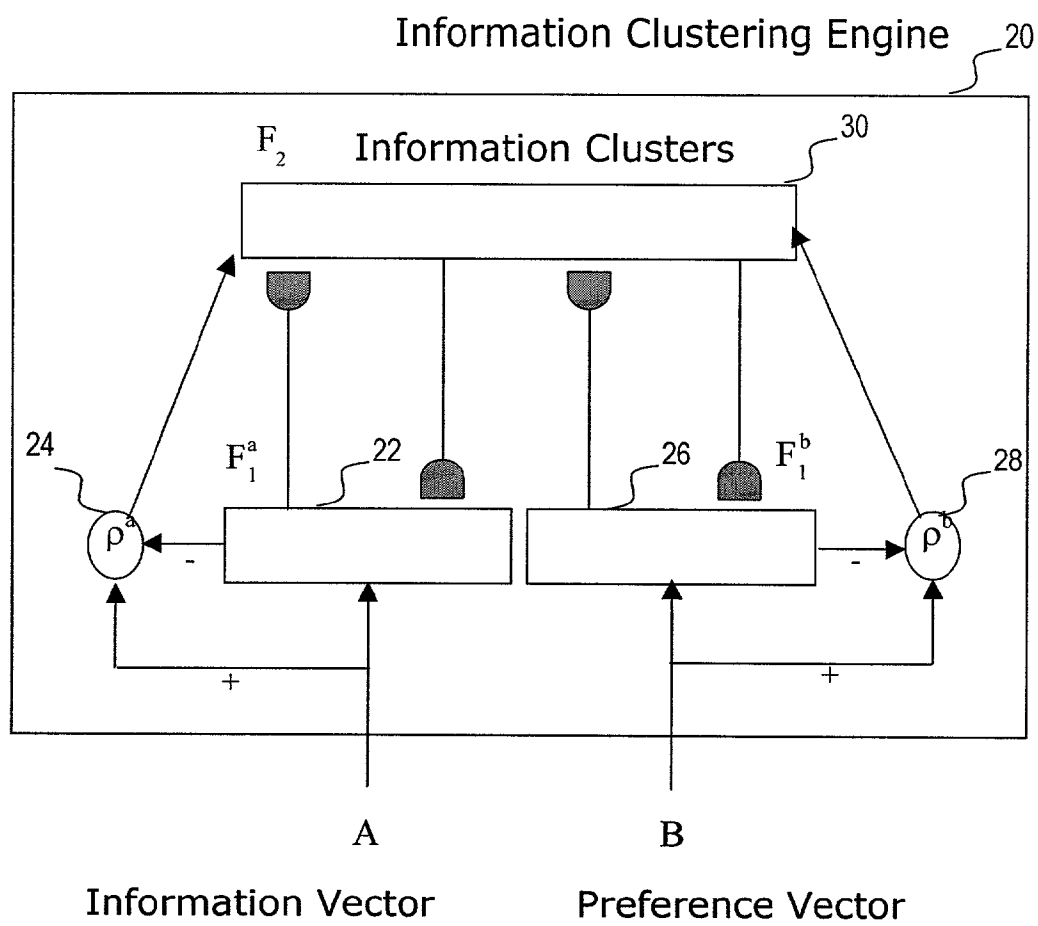 Information Clustering Engine 20
F2 Information Clusters 30
24 F1a 22 26 F1b 28
ρa ρb
- -
+ +
A B
Information Vector Preference Vector